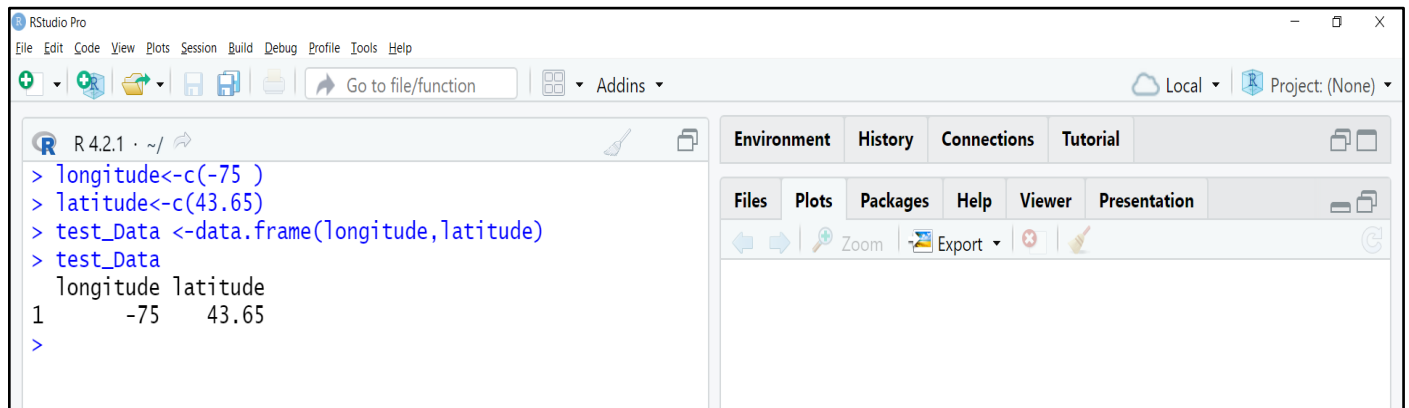 RStudio Pro
File Edit Code View Plots Session Build Debug Profile Tools Help
Go to file/function Addins Local Project: (None)
R 4.2.1 · ~/
> longitude<-c(-75 )
> latitude<-c(43.65)
> test_Data <-data.frame(longitude,latitude)
> test_Data
  longitude latitude
1       -75    43.65
>
Environment History Connections Tutorial
Files Plots Packages Help Viewer Presentation
Zoom Export